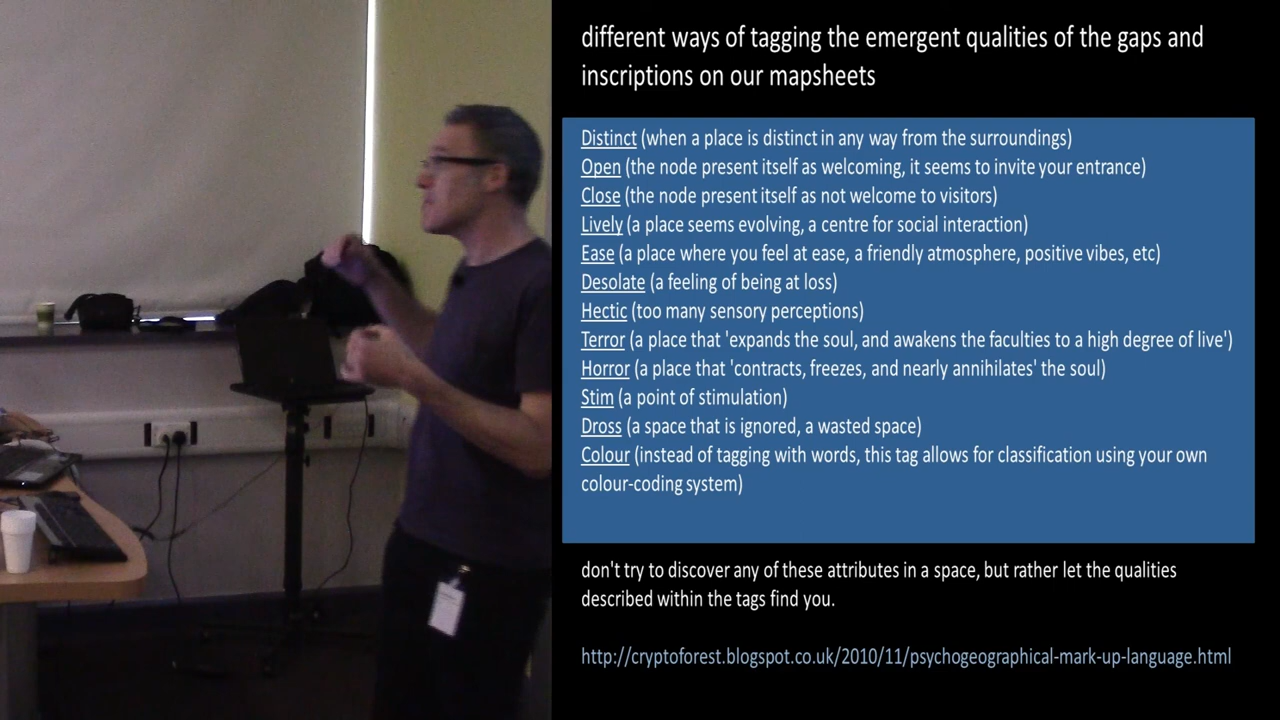 different ways of tagging the emergent qualities of the gaps and
inscriptions on our mapsheets
Distinct (when a place is distinct in any way from the surroundings)
Open (the node present itself as welcoming, it seems to invite your entrance)
Close (the node present itself as not welcome to visitors)
Lively (a place seems evolving, a centre for social interaction)
Ease (a place where you feel at ease, a friendly atmosphere, positive vibes, etc)
Desolate (a feeling of being at loss)
Hectic (too many sensory perceptions)
Terror (a place that 'expands the soul, and awakens the faculties to a high degree of live')
Horror (a place that 'contracts, freezes, and nearly annihilates' the soul)
Stim (a point of stimulation)
Dross (a space that is ignored, a wasted space)
Colour (instead of tagging with words, this tag allows for classification using your own
colour-coding system)
don't try to discover any of these attributes in a space, but rather let the qualities
described within the tags find you.
http://cryptoforest.blogspot.co.uk/2010/11/psychogeographical-mark-up-language.html